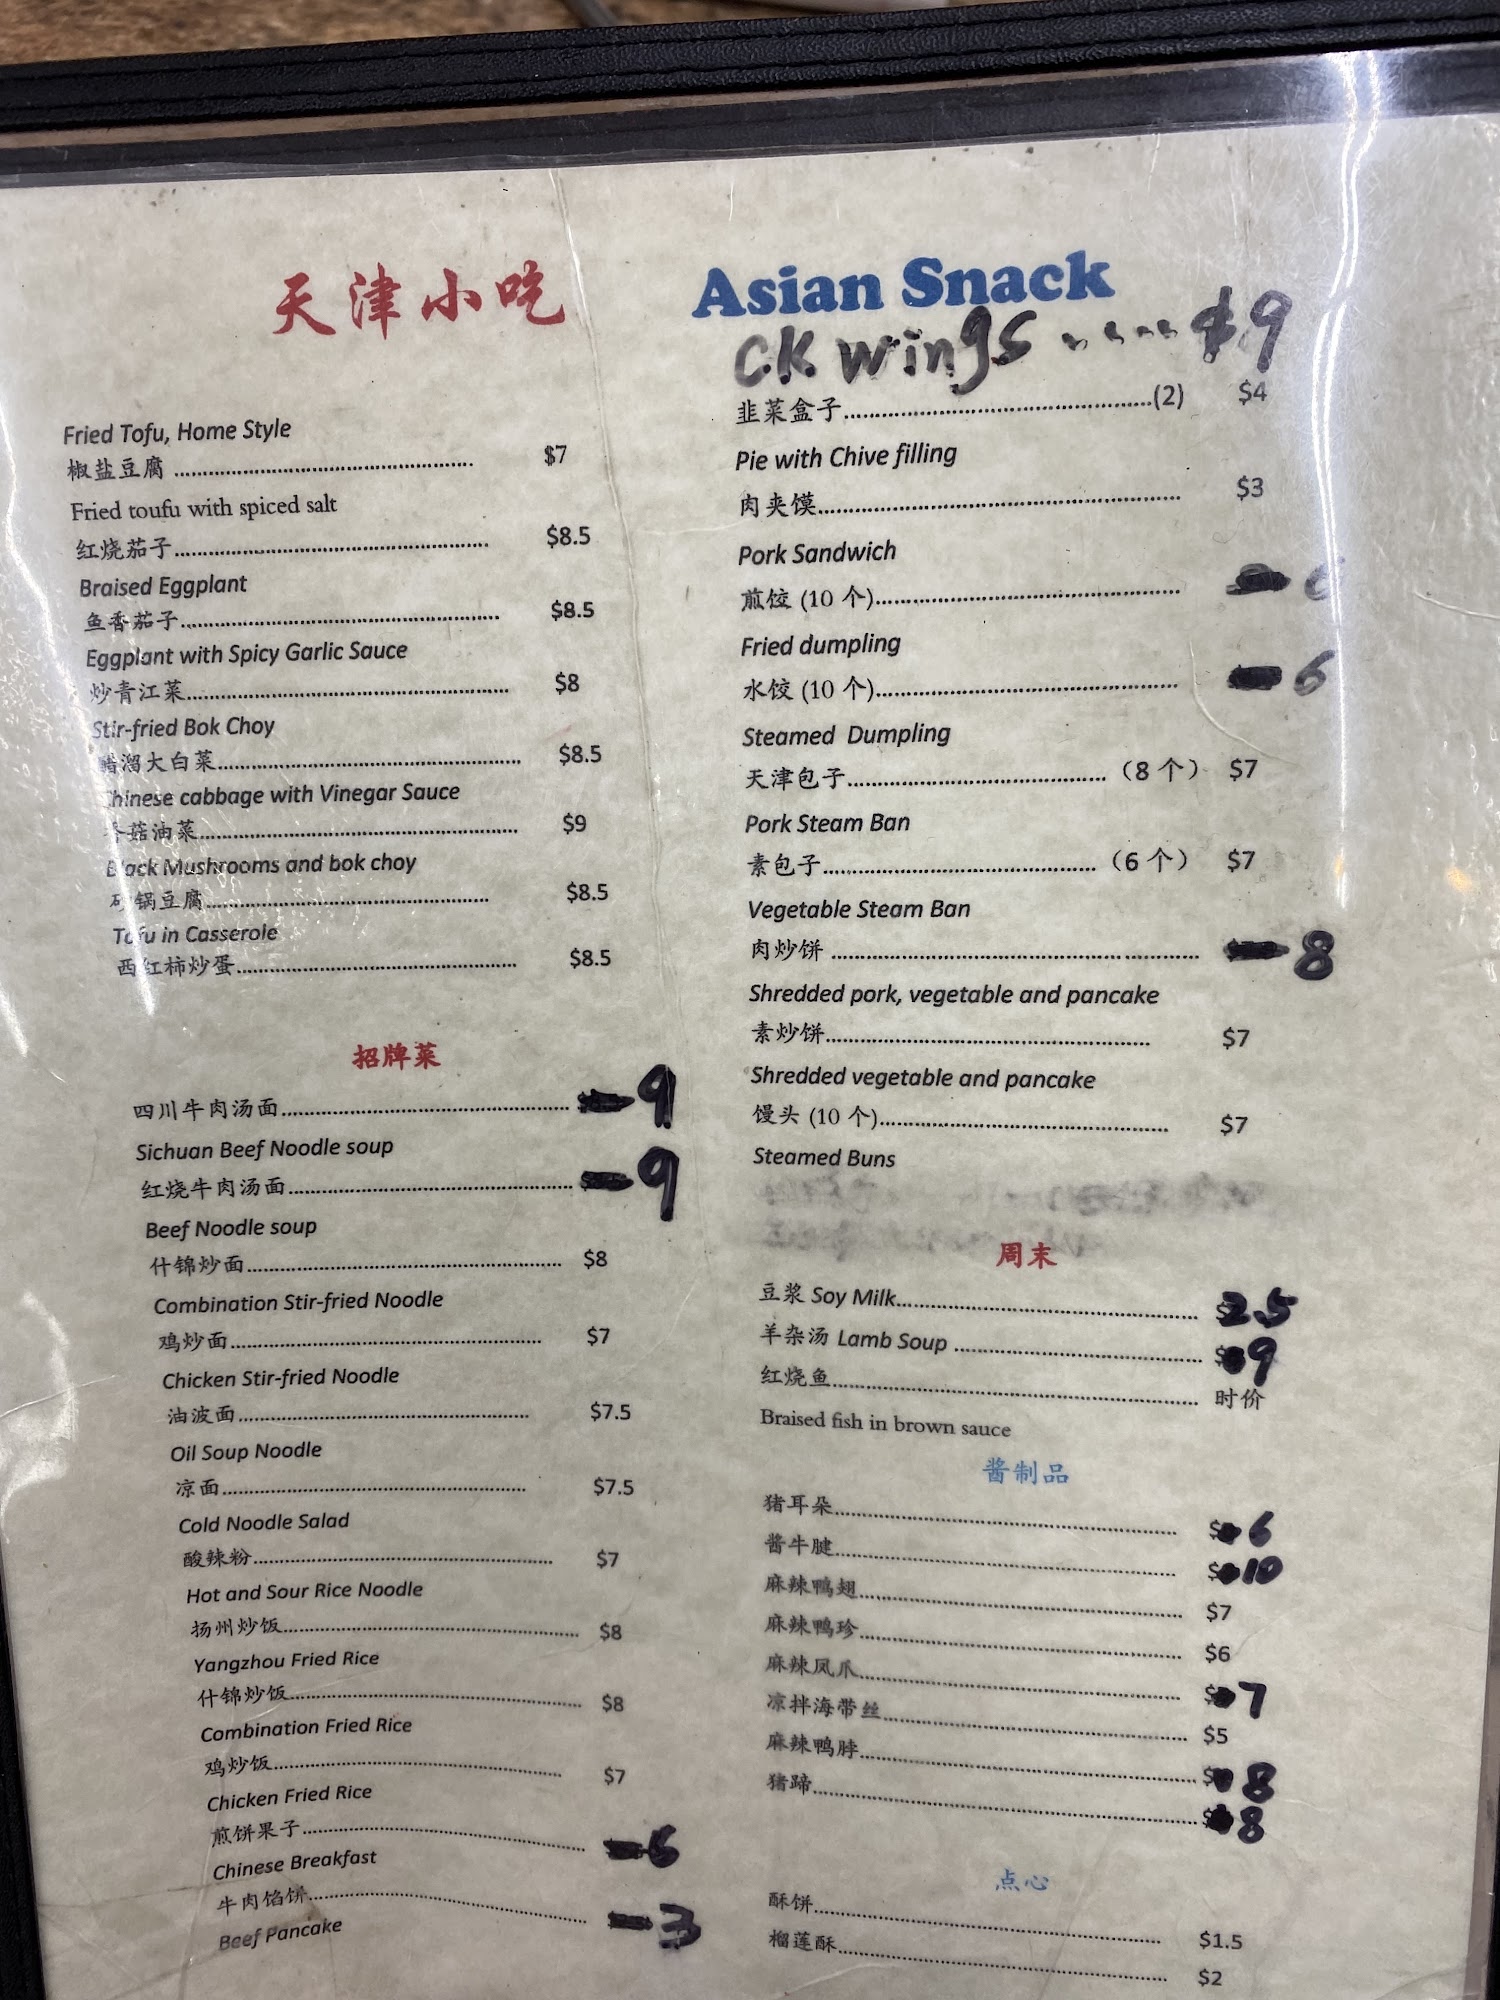 天津小吃
Asian Snack
Fried Tofu, Home Style
椒盐豆腐 ........ $7
Fried toufu with spiced salt
红烧茄子 ........ $8.5
Braised Eggplant
鱼香茄子 ........ $8.5
Eggplant with Spicy Garlic Sauce
炒青江菜 ........ $8
Stir-fried Bok Choy
醋溜大白菜 ........ $8.5
Chinese cabbage with Vinegar Sauce
香菇油菜 ........ $9
Black Mushrooms and bok choy
砂锅豆腐 ........ $8.5
Tofu in Casserole
西红柿炒蛋 ........ $8.5
招牌菜
四川牛肉汤面 ........ 9
Sichuan Beef Noodle soup
红烧牛肉汤面 ........ 9
Beef Noodle soup
什锦炒面 ........ $8
Combination Stir-fried Noodle
鸡炒面 ........ $7
Chicken Stir-fried Noodle
油波面 ........ $7.5
Oil Soup Noodle
凉面 ........ $7.5
Cold Noodle Salad
酸辣粉 ........ $7
Hot and Sour Rice Noodle
扬州炒饭 ........ $8
Yangzhou Fried Rice
什锦炒饭 ........ $8
Combination Fried Rice
鸡炒饭 ........ $7
Chicken Fried Rice
煎饼果子 ........ 6
Chinese Breakfast
牛肉馅饼 ........ 3
Beef Pancake
CK wings ..... $9
韭菜盒子 ........ (2) $4
Pie with Chive filling
肉夹馍 ........ $3
Pork Sandwich
煎饺 (10 个) ........ 6
Fried dumpling
水饺 (10 个) ........ 6
Steamed Dumpling
天津包子 ........ （8 个） $7
Pork Steam Ban
素包子 ........ （6 个） $7
Vegetable Steam Ban
肉炒饼 ........ 8
Shredded pork, vegetable and pancake
素炒饼 ........ $7
Shredded vegetable and pancake
馒头 (10 个) ........ $7
Steamed Buns
周末
豆浆 Soy Milk ........ $2.5
羊杂汤 Lamb Soup ........ $9
红烧鱼 ........ 时价
Braised fish in brown sauce
酱制品
猪耳朵 ........ $6
酱牛腱 ........ $10
麻辣鸭翅 ........ $7
麻辣鸭珍 ........ $6
麻辣凤爪 ........ $7
凉拌海带丝 ........ $5
麻辣鸭脖 ........ $8
猪蹄 ........ $8
点心
酥饼 ........ $1.5
榴莲酥 ........ $2